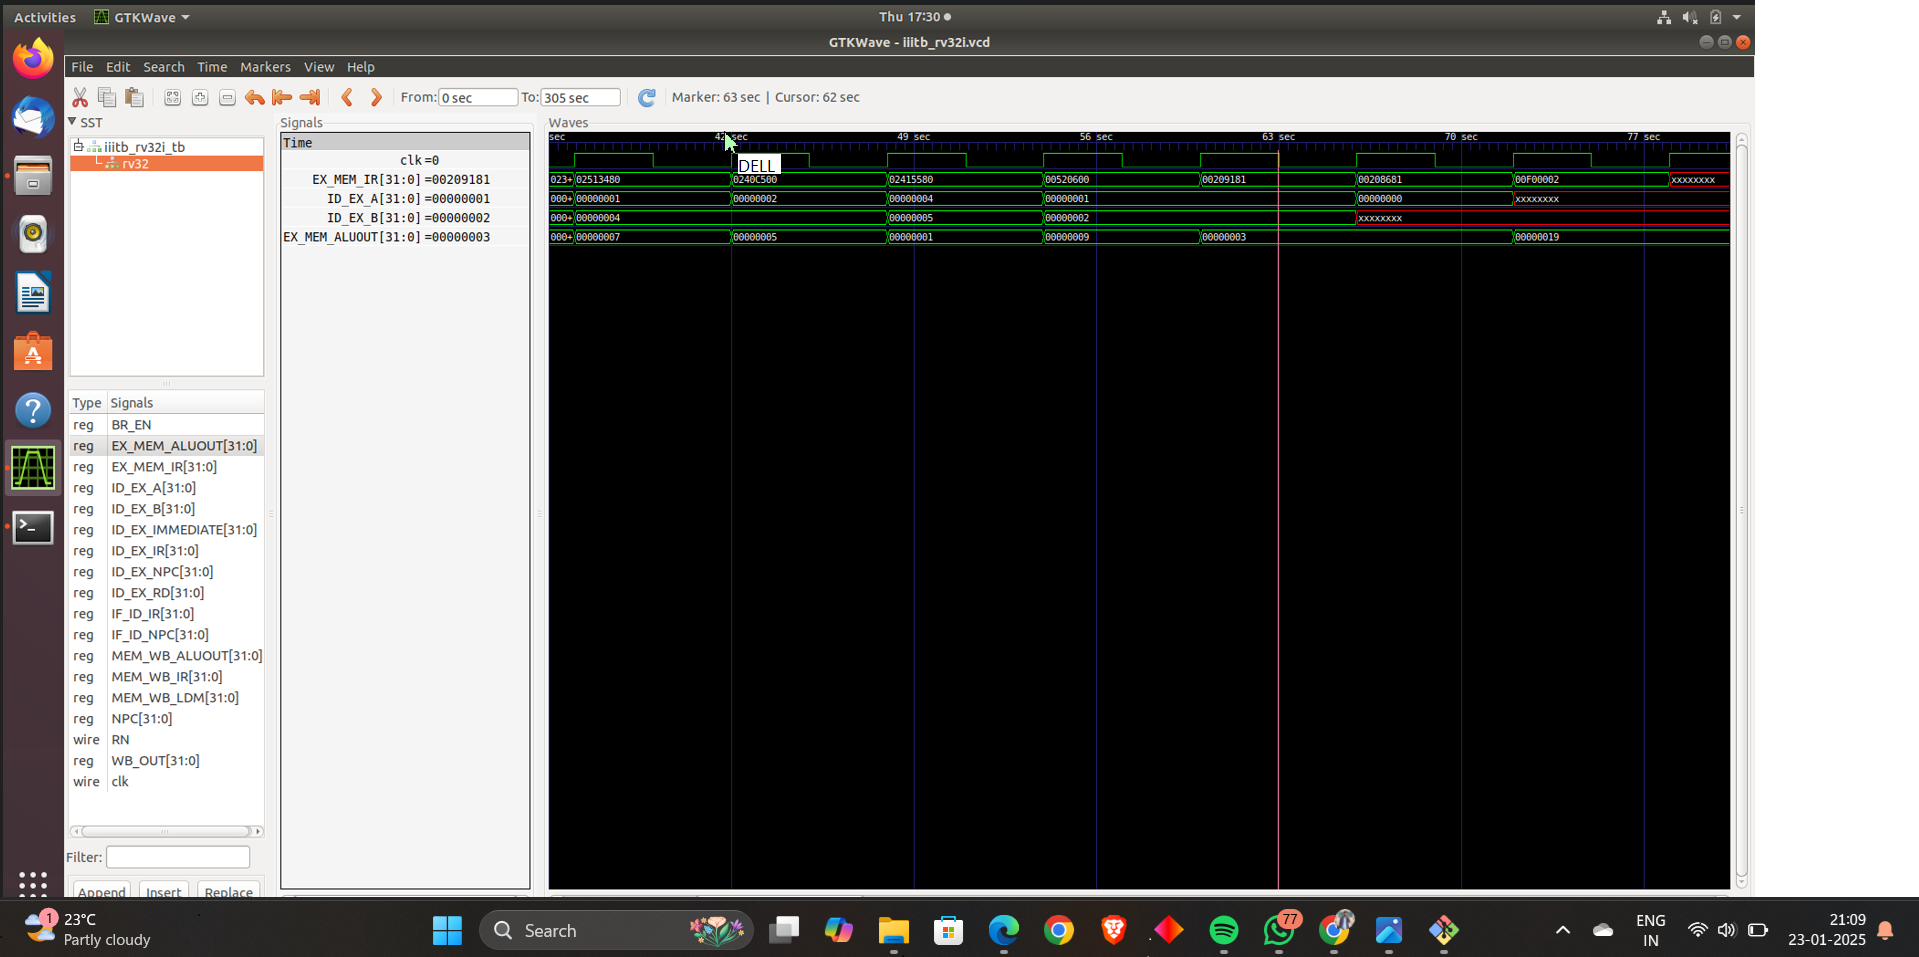 Activities GTKWave Thu 17:30
GTKWave - iiitb_rv32i.vcd
File Edit Search Time Markers View Help
From: 0 sec To: 305 sec Marker: 63 sec | Cursor: 62 sec
SST
iiitb_rv32i_tb
rv32
Type Signals
reg BR_EN
reg EX_MEM_ALUOUT[31:0]
reg EX_MEM_IR[31:0]
reg ID_EX_A[31:0]
reg ID_EX_B[31:0]
reg ID_EX_IMMEDIATE[31:0]
reg ID_EX_IR[31:0]
reg ID_EX_NPC[31:0]
reg ID_EX_RD[31:0]
reg IF_ID_IR[31:0]
reg IF_ID_NPC[31:0]
reg MEM_WB_ALUOUT[31:0]
reg MEM_WB_IR[31:0]
reg MEM_WB_LDM[31:0]
reg NPC[31:0]
wire RN
reg WB_OUT[31:0]
wire clk
Filter:
Append Insert Replace
Signals
Time
clk =0
EX_MEM_IR[31:0] =00209181
ID_EX_A[31:0] =00000001
ID_EX_B[31:0] =00000002
EX_MEM_ALUOUT[31:0] =00000003
Waves
sec 42 sec 49 sec 56 sec 63 sec 70 sec 77 sec
DELL
023+ 02513480 0240C500 02415580 00520600 00209181 00208681 00F00002 xxxxxxxx
000+ 00000001 00000002 00000004 00000001 00000000 xxxxxxxx
000+ 00000004 00000005 00000002 xxxxxxxx
000+ 00000007 00000005 00000001 00000009 00000003 00000019
1 23°C
Partly cloudy
Search
77
ENG
IN
21:09
23-01-2025